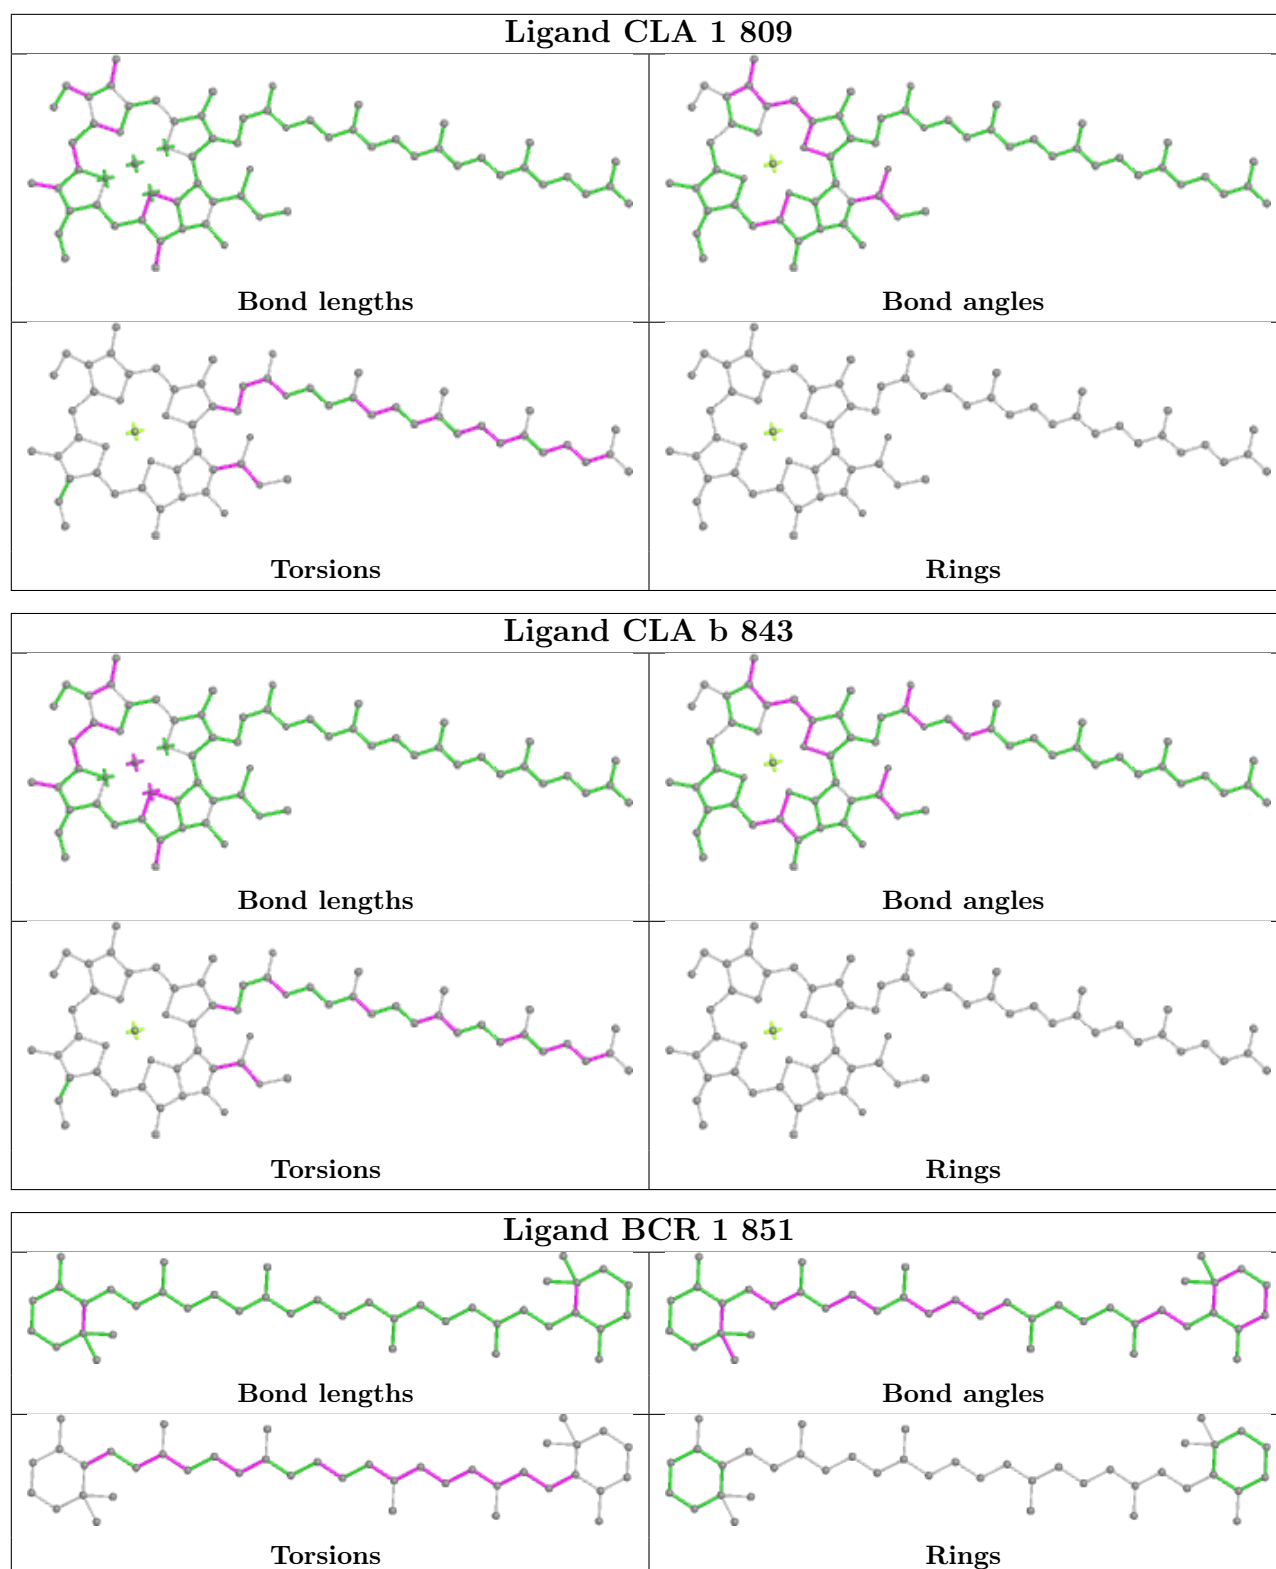 Ligand CLA 1 809
Bond lengths
Bond angles
Torsions
Rings
Ligand CLA b 843
Bond lengths
Bond angles
Torsions
Rings
Ligand BCR 1 851
Bond lengths
Bond angles
Torsions
Rings